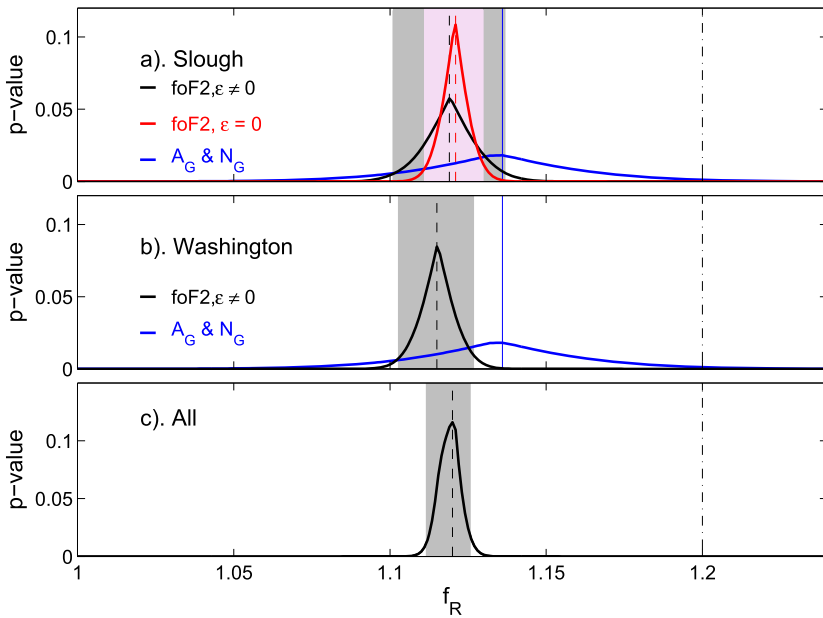 0.1
0.05
0
p−value
a). Slough
foF2,ε ≠ 0
foF2, ε = 0
A_G & N_G
0.1
0.05
0
p−value
b). Washington
foF2,ε ≠ 0
A_G & N_G
0.1
0.05
0
p−value
c). All
1 1.05 1.1 1.15 1.2
f_R